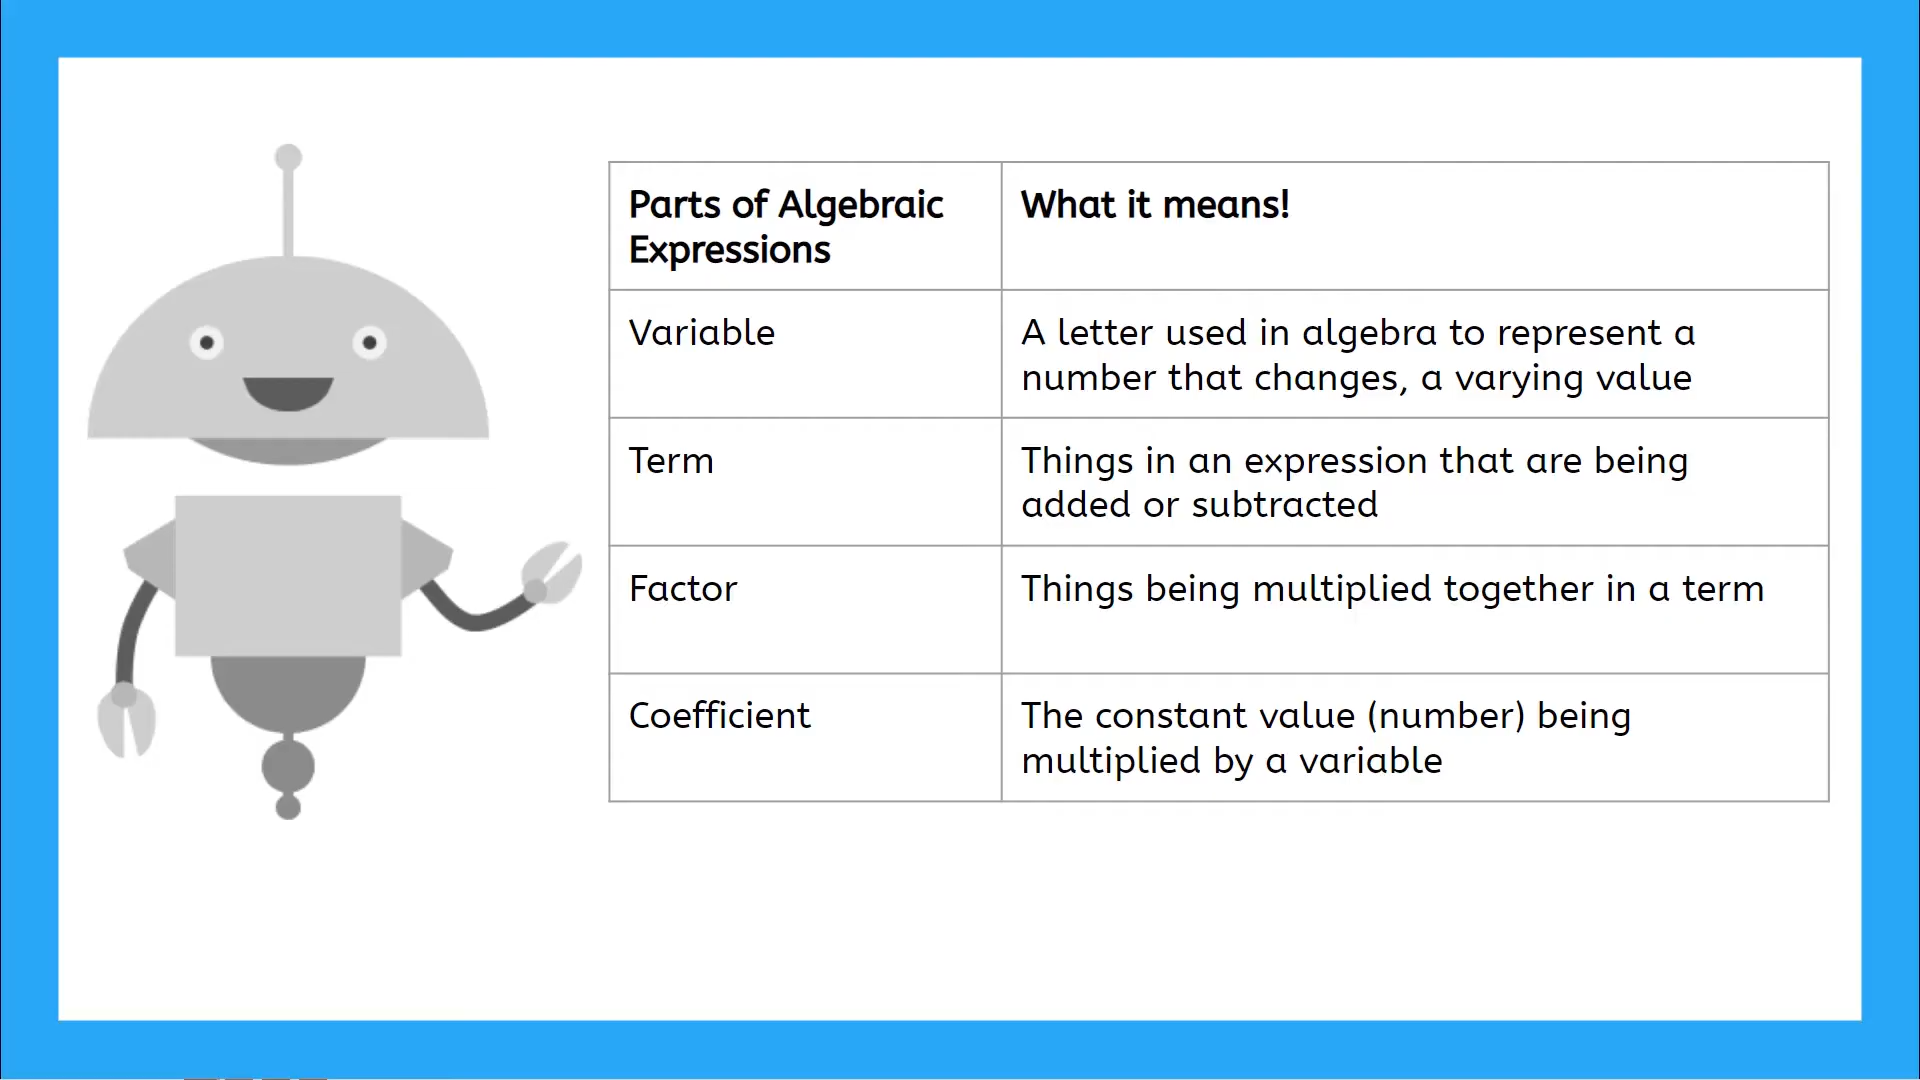 Parts of Algebraic
Expressions
What it means!
Variable
A letter used in algebra to represent a
number that changes, a varying value
Term
Things in an expression that are being
added or subtracted
Factor
Things being multiplied together in a term
Coefficient
The constant value (number) being
multiplied by a variable